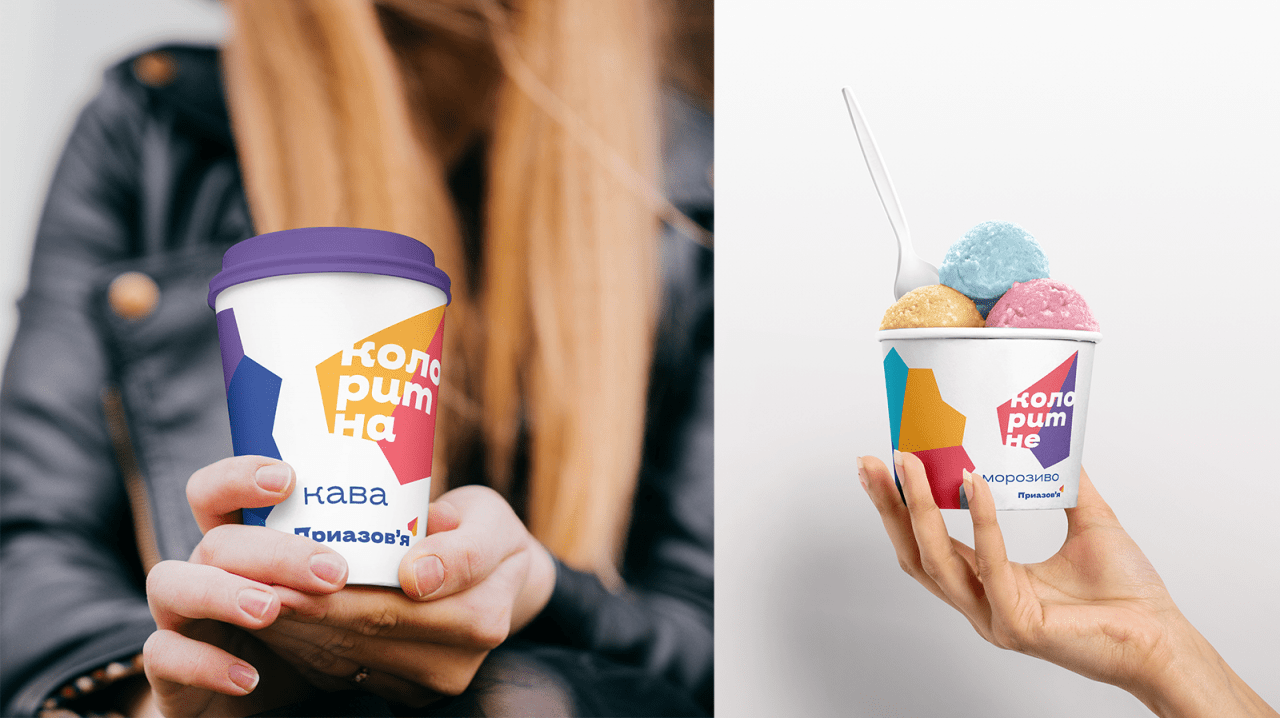 коло
рит
на
кава
Приазов'я
коло
рит
не
морозиво
Приазов'я